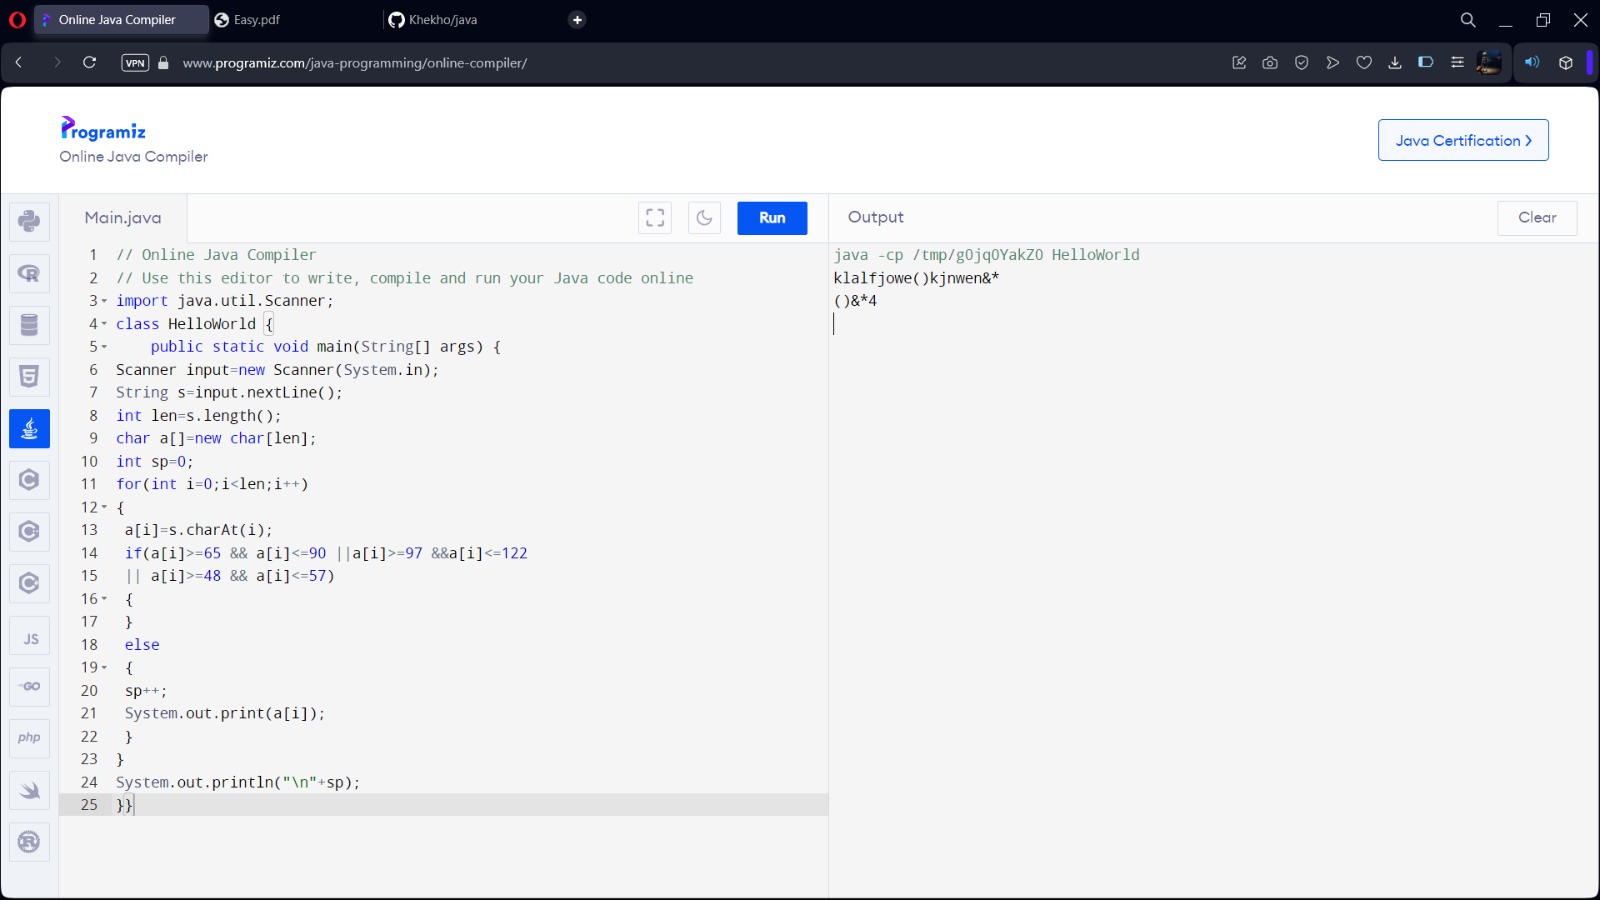 Online Java Compiler
Easy.pdf
Khekho/java
VPN
www.programiz.com/java-programming/online-compiler/
Programiz
Online Java Compiler
Java Certification
Main.java
Run
Output
Clear
1 // Online Java Compiler
2 // Use this editor to write, compile and run your Java code online
3 import java.util.Scanner;
4 class HelloWorld {
5 public static void main(String[] args) {
6 Scanner input=new Scanner(System.in);
7 String s=input.nextLine();
8 int len=s.length();
9 char a[]=new char[len];
10 int sp=0;
11 for(int i=0;i<len;i++)
12 {
13 a[i]=s.charAt(i);
14 if(a[i]>=65 && a[i]<=90 ||a[i]>=97 &&a[i]<=122
15 || a[i]>=48 && a[i]<=57)
16 {
17 }
18 else
19 {
20 sp++;
21 System.out.print(a[i]);
22 }
23 }
24 System.out.println("\n"+sp);
25 }}
java -cp /tmp/g0jq0YakZ0 HelloWorld
klalfjowe()kjnwen&*
()&*4
R
5
C
C
C
JS
GO
php